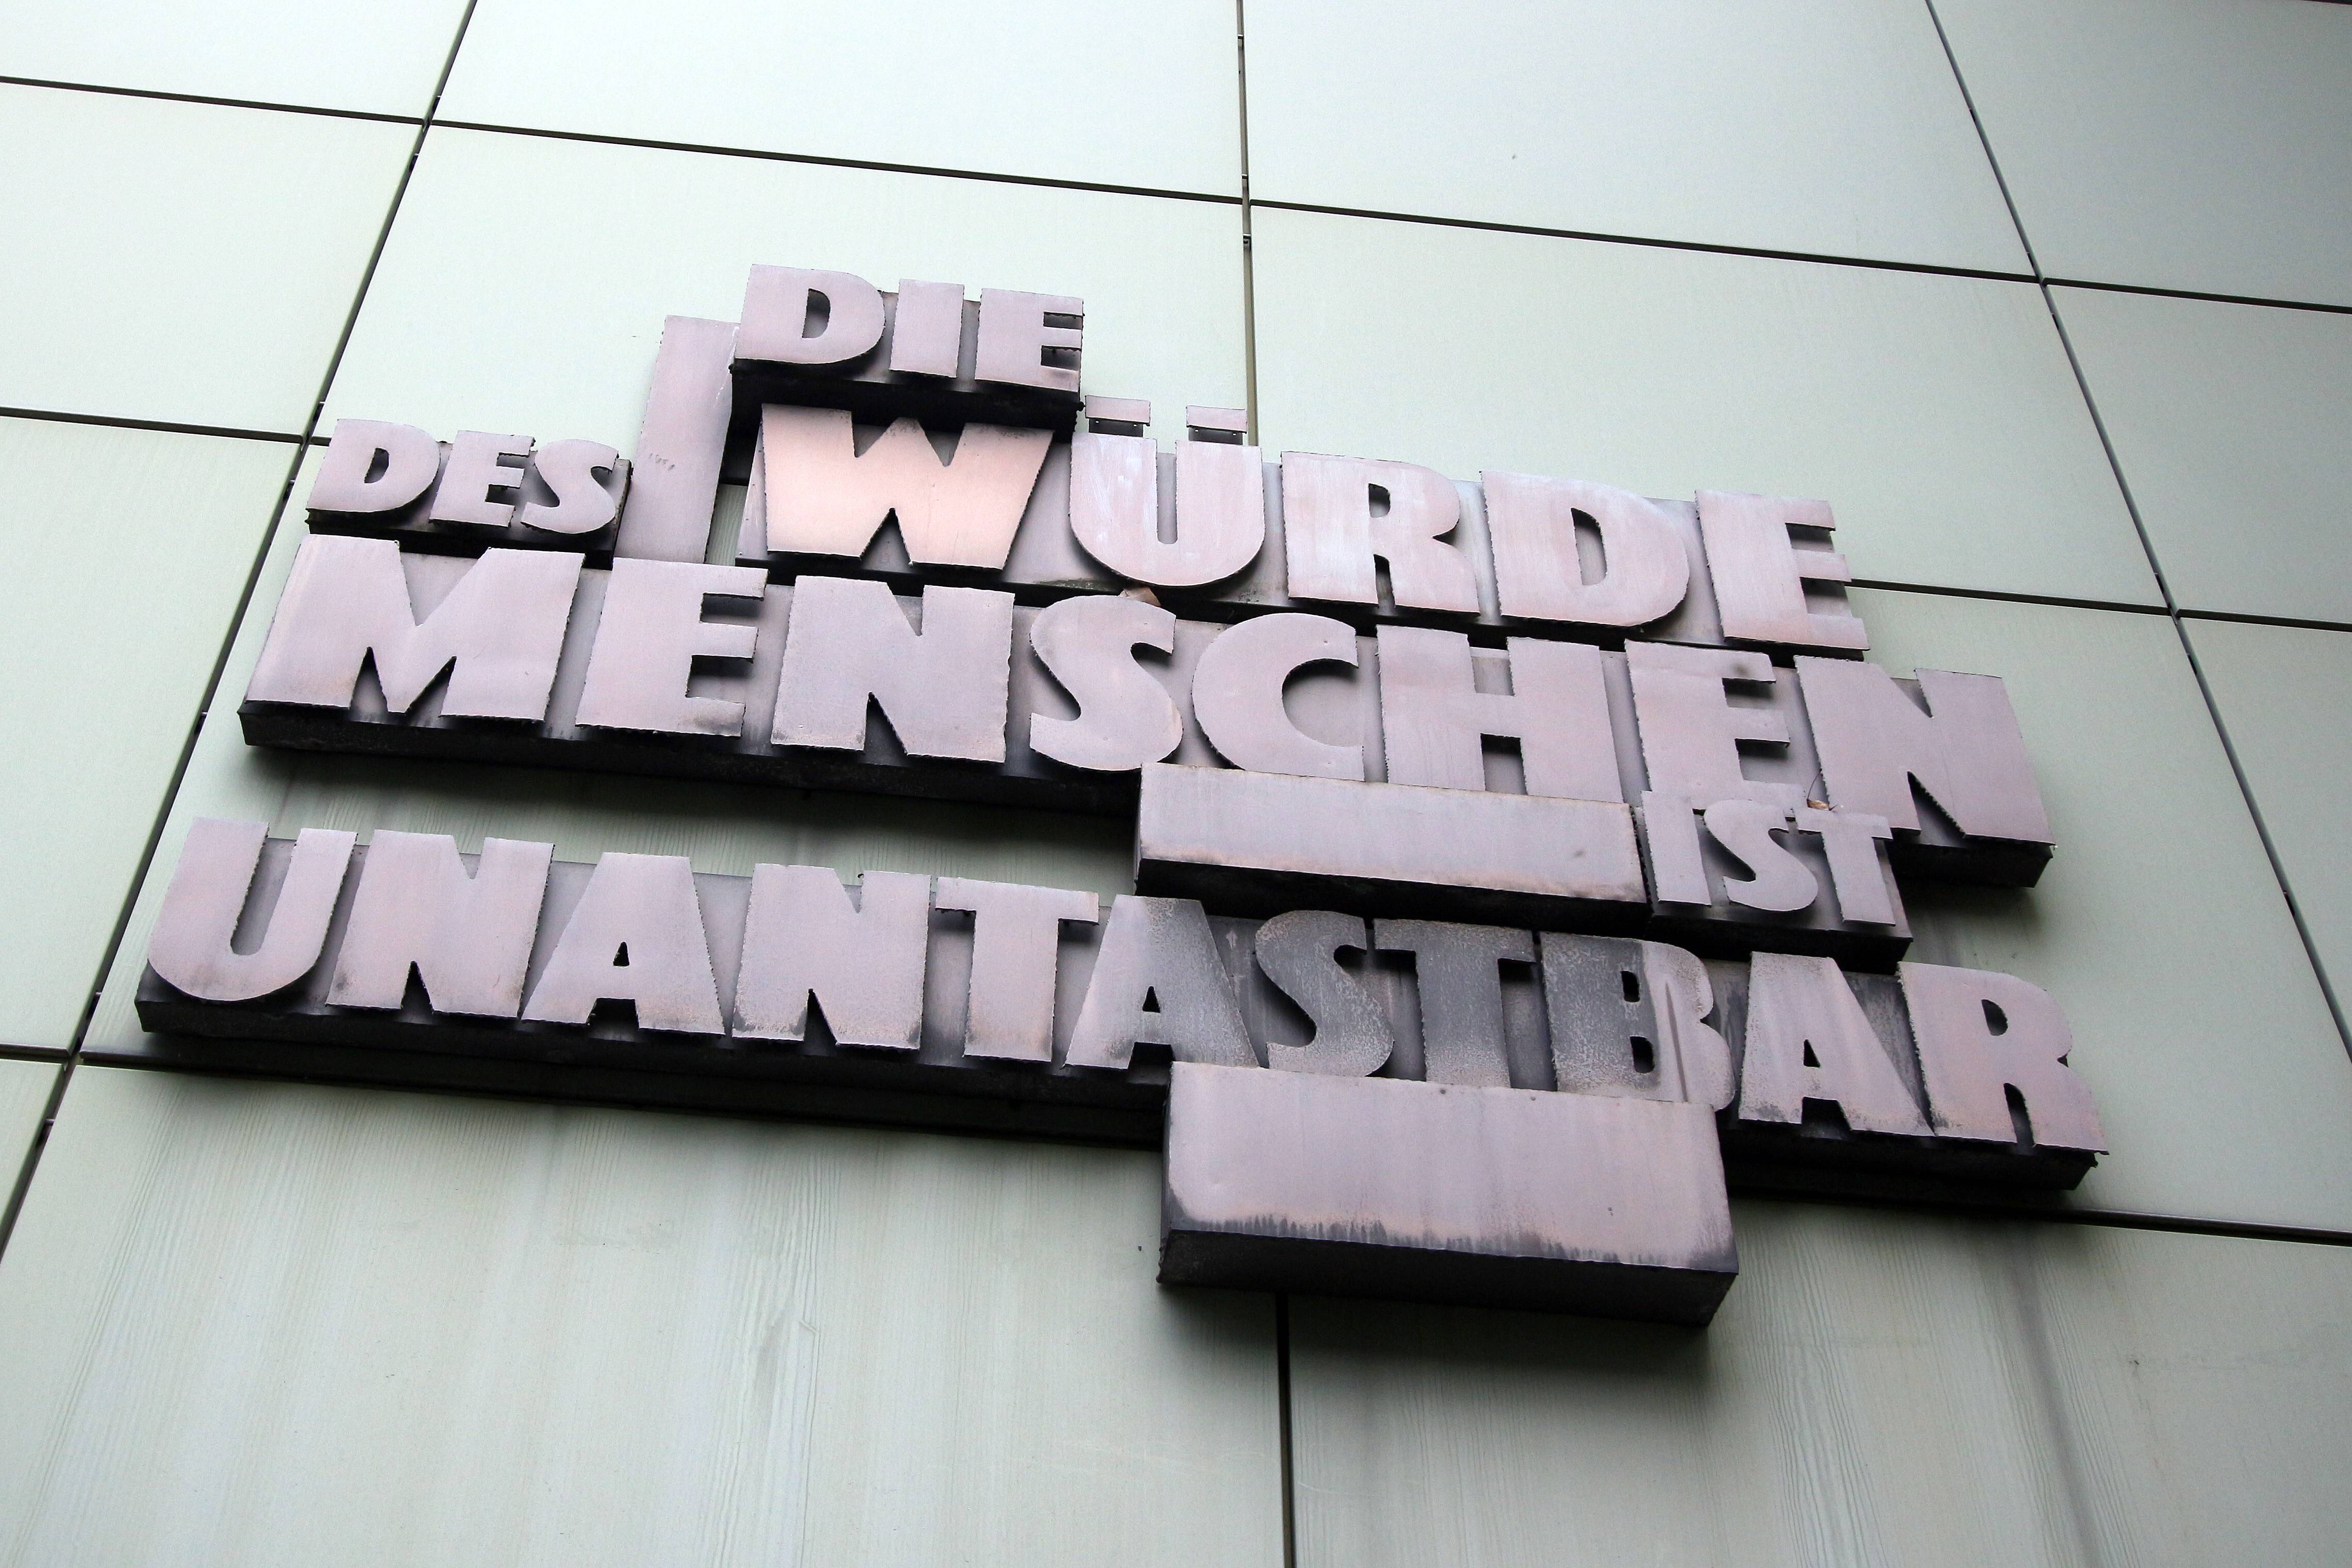 DIE
WÜRDE
DES
MENSCHEN
IST
UNANTASTBAR